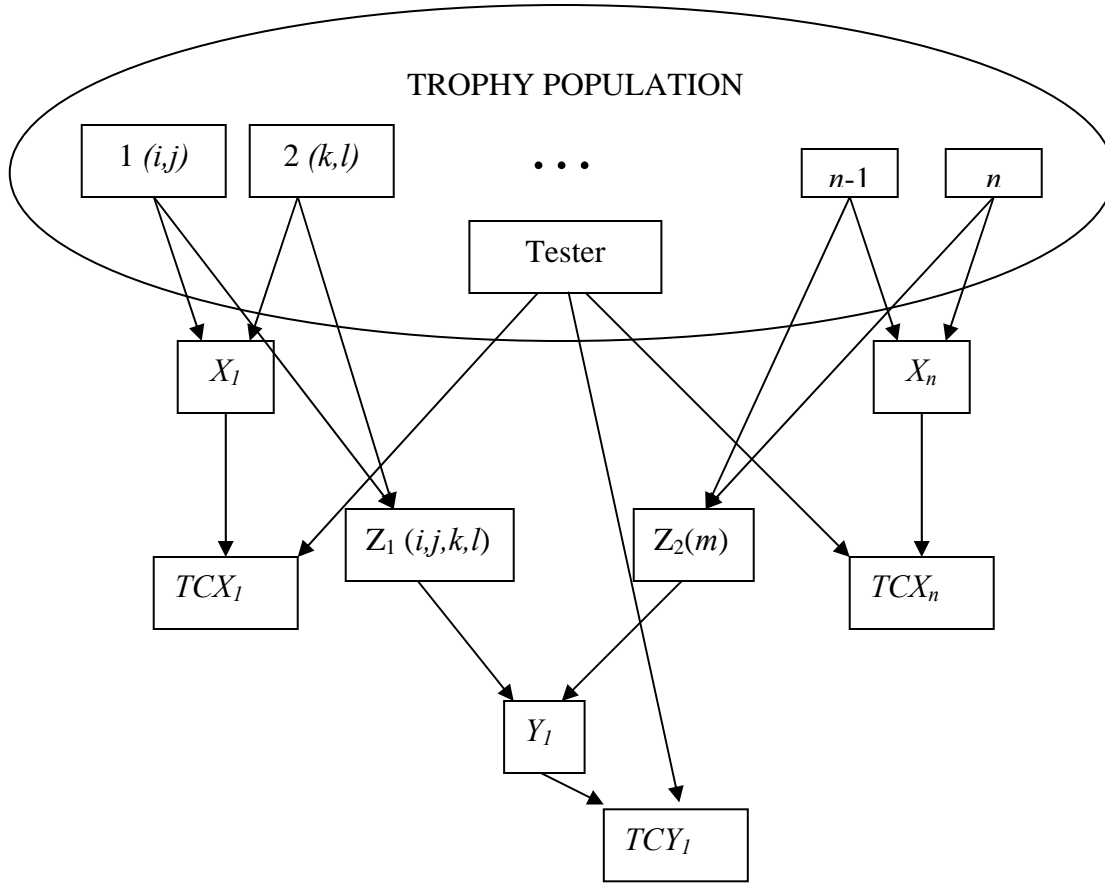 TROPHY POPULATION
1 (i,j)
2 (k,l)
...
n-1
n
Tester
X1
Xn
Z1 (i,j,k,l)
Z2(m)
TCX1
TCXn
Y1
TCY1